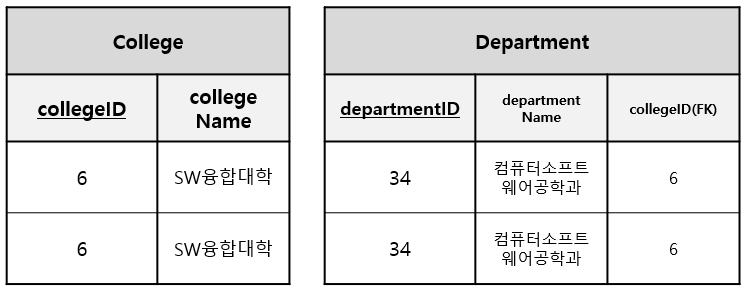 College
collegeID
college
Name
6
SW융합대학
6
SW융합대학
Department
departmentID
department
Name
collegeID(FK)
34
컴퓨터소프트
웨어공학과
6
34
컴퓨터소프트
웨어공학과
6